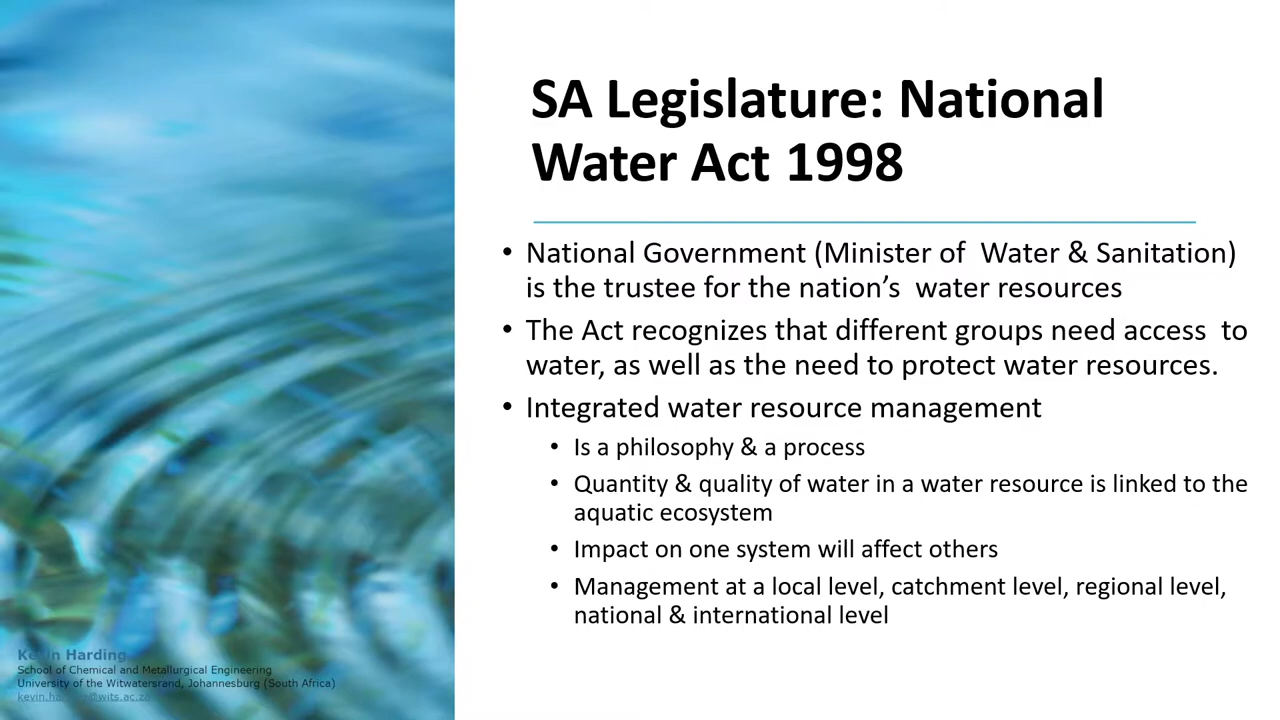 SA Legislature: National
Water Act 1998
• National Government (Minister of  Water & Sanitation)
is the trustee for the nation’s  water resources
• The Act recognizes that different groups need access  to
water, as well as the need to protect water resources.
• Integrated water resource management
• Is a philosophy & a process
• Quantity & quality of water in a water resource is linked to the
aquatic ecosystem
• Impact on one system will affect others
• Management at a local level, catchment level, regional level,
national & international level
Kevin Harding
School of Chemical and Metallurgical Engineering
University of the Witwatersrand, Johannesburg (South Africa)
kevin.harding@wits.ac.za